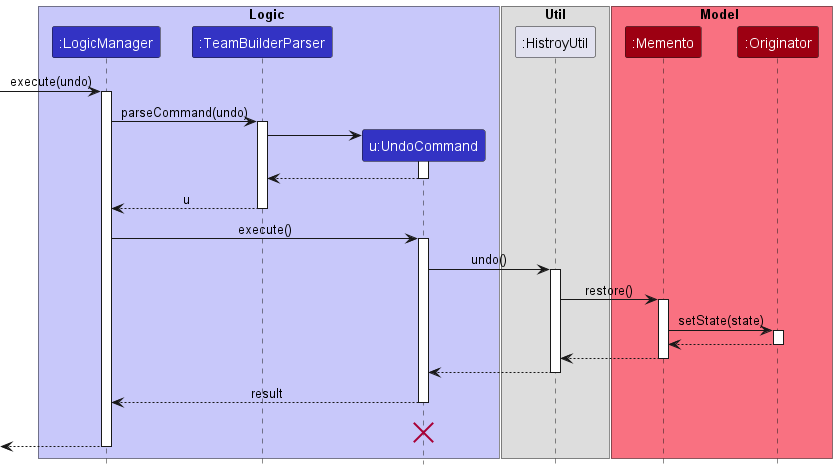 Logic
Util
Model
:LogicManager
:TeamBuilderParser
:HistroyUtil
:Memento
:Originator
execute(undo)
parseCommand(undo)
u:UndoCommand
u
execute()
undo()
restore()
setState(state)
result